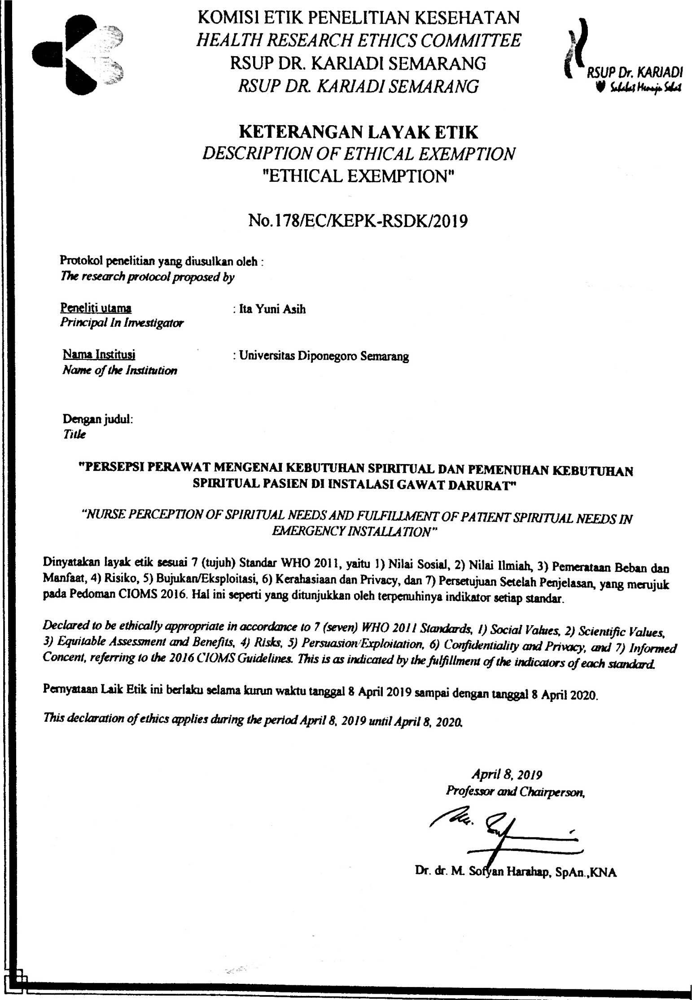 KOMISI ETIK PENELITIAN KESEHATAN
HEALTH RESEARCH ETHICS COMMITTEE
RSUP DR. KARIADI SEMARANG
RSUP DR. KARIADI SEMARANG
RSUP Dr. KARIADI
Sahabat Menuju Sehat
KETERANGAN LAYAK ETIK
DESCRIPTION OF ETHICAL EXEMPTION
"ETHICAL EXEMPTION"
No.178/EC/KEPK-RSDK/2019
Protokol penelitian yang diusulkan oleh :
The research protocol proposed by
Peneliti utama : Ita Yuni Asih
Principal In Investigator
Nama Institusi : Universitas Diponegoro Semarang
Name of the Institution
Dengan judul:
Title
"PERSEPSI PERAWAT MENGENAI KEBUTUHAN SPIRITUAL DAN PEMENUHAN KEBUTUHAN
SPIRITUAL PASIEN DI INSTALASI GAWAT DARURAT"
"NURSE PERCEPTION OF SPIRITUAL NEEDS AND FULFILLMENT OF PATIENT SPIRITUAL NEEDS IN
EMERGENCY INSTALLATION"
Dinyatakan layak etik sesuai 7 (tujuh) Standar WHO 2011, yaitu 1) Nilai Sosial, 2) Nilai Ilmiah, 3) Pemerataan Beban dan
Manfaat, 4) Risiko, 5) Bujukan/Eksploitasi, 6) Kerahasiaan dan Privacy, dan 7) Persetujuan Setelah Penjelasan, yang merujuk
pada Pedoman CIOMS 2016. Hal ini seperti yang ditunjukkan oleh terpenuhinya indikator setiap standar.
Declared to be ethically appropriate in accordance to 7 (seven) WHO 2011 Standards, 1) Social Values, 2) Scientific Values,
3) Equitable Assessment and Benefits, 4) Risks, 5) Persuasion/Exploitation, 6) Confidentiality and Privacy, and 7) Informed
Concent, referring to the 2016 CIOMS Guidelines. This is as indicated by the fulfillment of the indicators of each standard.
Pernyataan Laik Etik ini berlaku selama kurun waktu tanggal 8 April 2019 sampai dengan tanggal 8 April 2020.
This declaration of ethics applies during the period April 8, 2019 until April 8, 2020.
April 8, 2019
Professor and Chairperson,
Dr. dr. M. Sofyan Harahap, SpAn.,KNA